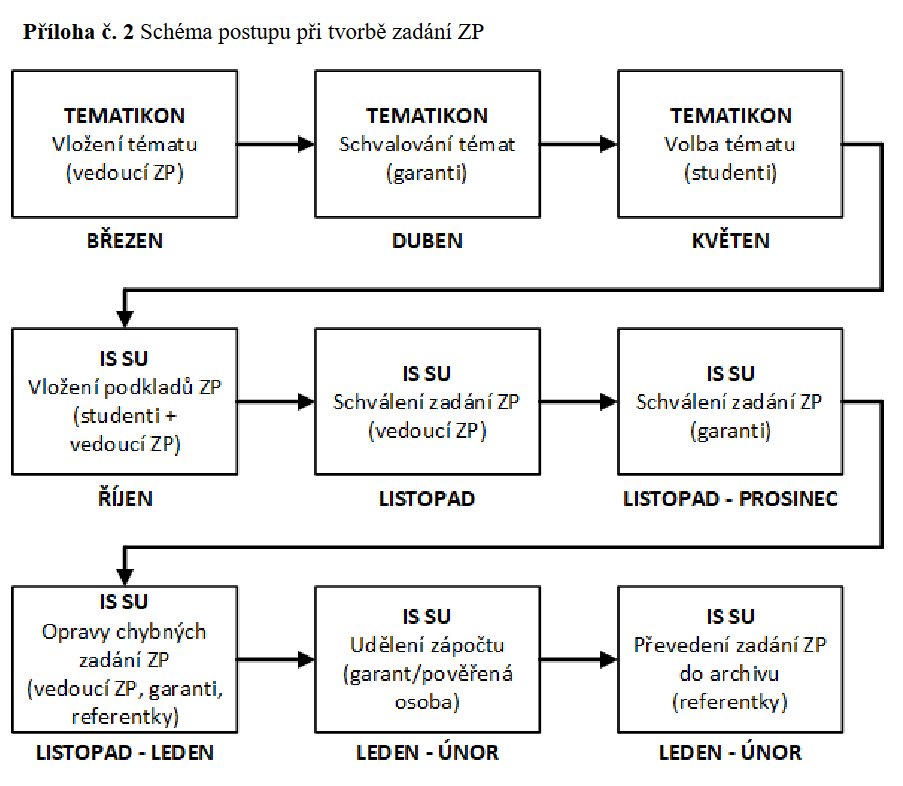 Příloha č. 2 Schéma postupu při tvorbě zadání ZP
TEMATIKON
Vložení tématu
(vedoucí ZP)
BŘEZEN
TEMATIKON
Schvalování témat
(garanti)
DUBEN
TEMATIKON
Volba tématu
(studenti)
KVĚTEN
IS SU
Vložení podkladů ZP
(studenti +
vedoucí ZP)
ŘÍJEN
IS SU
Schválení zadání ZP
(vedoucí ZP)
LISTOPAD
IS SU
Schválení zadání ZP
(garanti)
LISTOPAD - PROSINEC
IS SU
Opravy chybných
zadání ZP
(vedoucí ZP, garanti,
referentky)
LISTOPAD - LEDEN
IS SU
Udělení zápočtu
(garant/pověřená
osoba)
LEDEN - ÚNOR
IS SU
Převedení zadání ZP
do archivu
(referentky)
LEDEN - ÚNOR